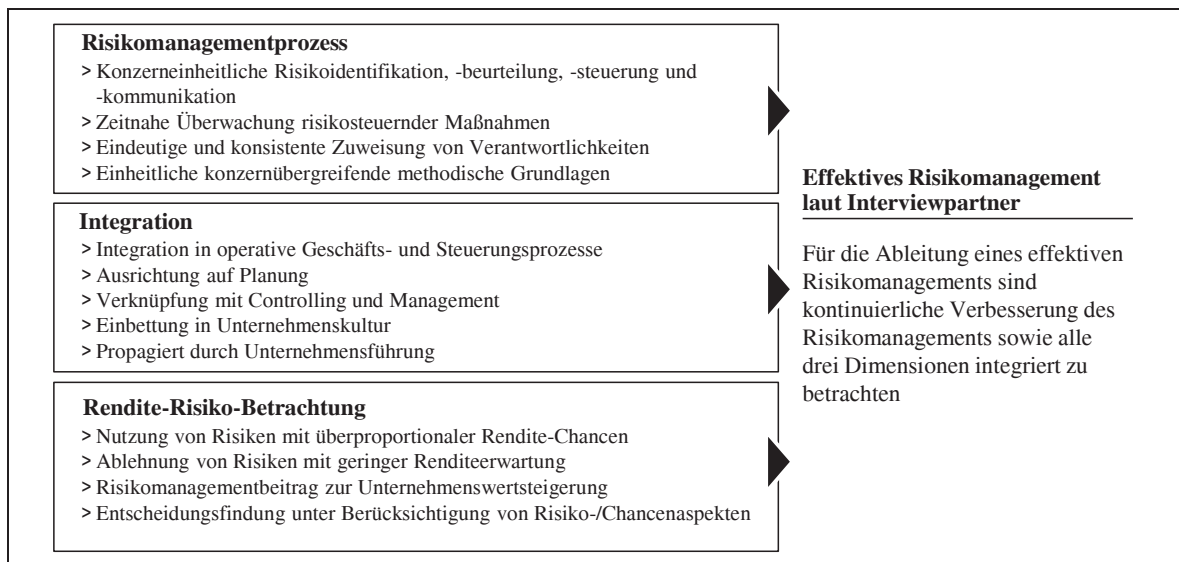 Risikomanagementprozess
> Konzerneinheitliche Risikoidentifikation, -beurteilung, -steuerung und
-kommunikation
> Zeitnahe Überwachung risikosteuernder Maßnahmen
> Eindeutige und konsistente Zuweisung von Verantwortlichkeiten
> Einheitliche konzernübergreifende methodische Grundlagen
Integration
> Integration in operative Geschäfts- und Steuerungsprozesse
> Ausrichtung auf Planung
> Verknüpfung mit Controlling und Management
> Einbettung in Unternehmenskultur
> Propagiert durch Unternehmensführung
Rendite-Risiko-Betrachtung
> Nutzung von Risiken mit überproportionaler Rendite-Chancen
> Ablehnung von Risiken mit geringer Renditeerwartung
> Risikomanagementbeitrag zur Unternehmenswertsteigerung
> Entscheidungsfindung unter Berücksichtigung von Risiko-/Chancenaspekten
Effektives Risikomanagement
laut Interviewpartner
Für die Ableitung eines effektiven
Risikomanagements sind
kontinuierliche Verbesserung des
Risikomanagements sowie alle
drei Dimensionen integriert zu
betrachten